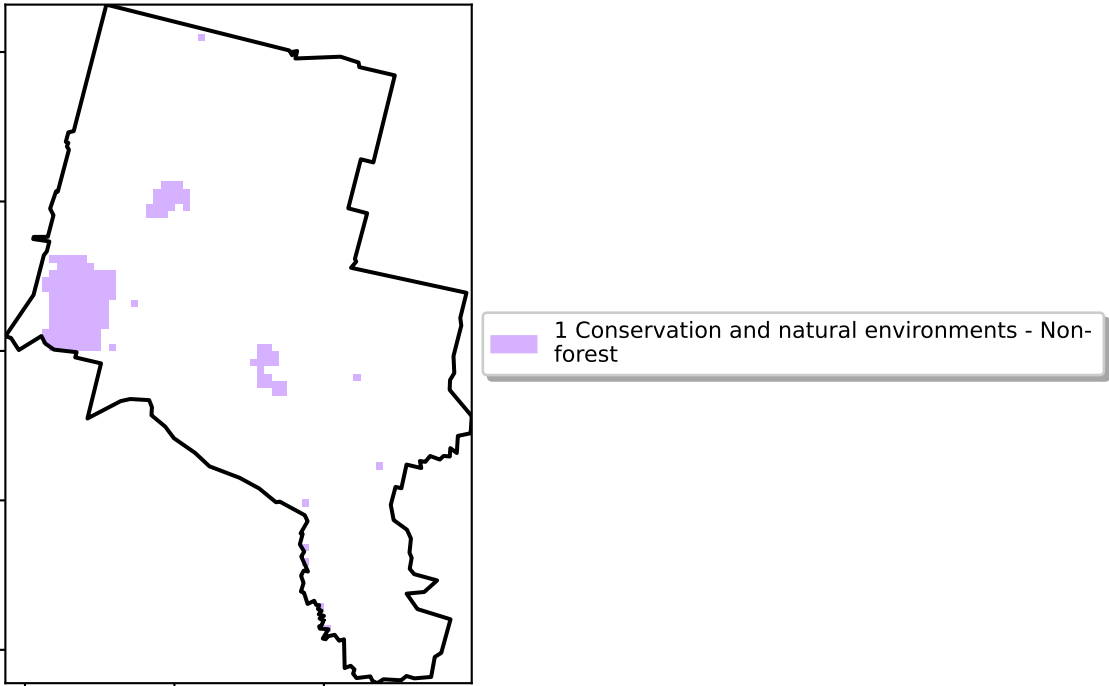 1 Conservation and natural environments - Non-
forest